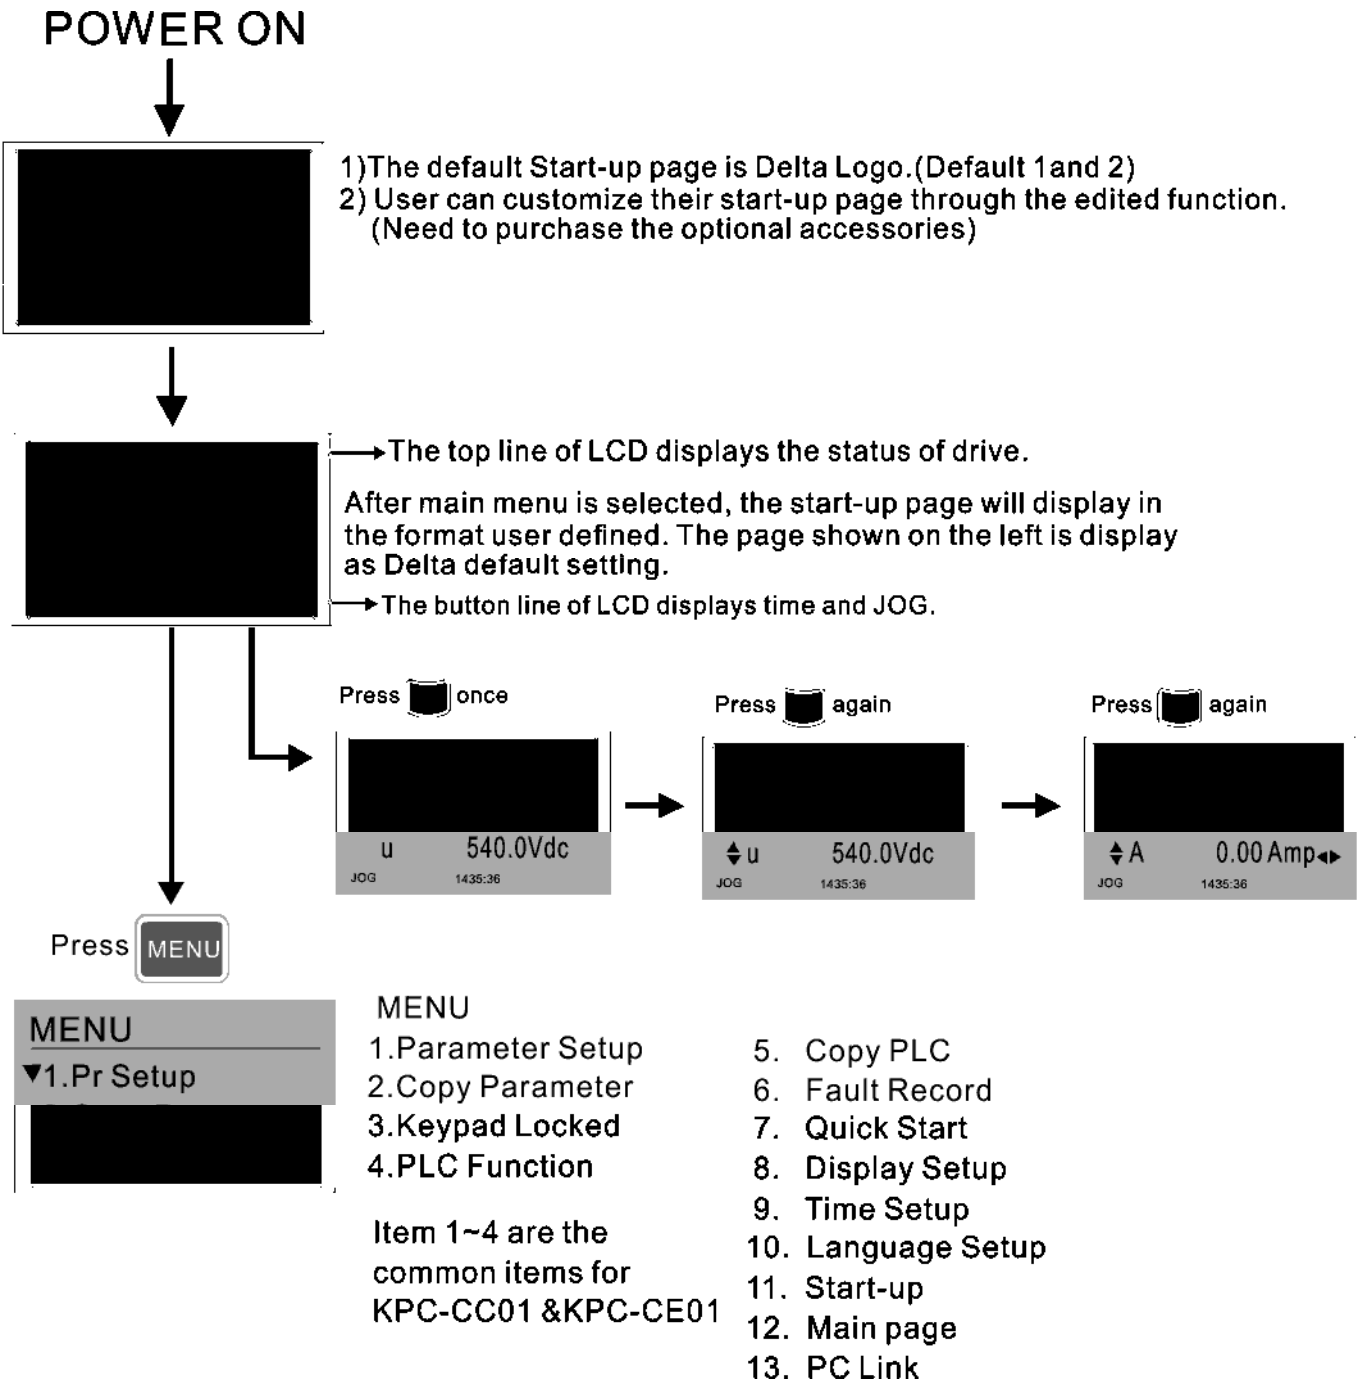 POWER ON
1)The default Start-up page is Delta Logo.(Default 1and 2)
2) User can customize their start-up page through the edited function.
(Need to purchase the optional accessories)
The top line of LCD displays the status of drive.
After main menu is selected, the start-up page will display in
the format user defined. The page shown on the left is display
as Delta default setting.
The button line of LCD displays time and JOG.
Press once
u 540.0Vdc
JOG 1435:36
Press again
u 540.0Vdc
JOG 1435:36
Press again
A 0.00 Amp
JOG 1435:36
Press MENU
MENU
▼1.Pr Setup
MENU
1.Parameter Setup
2.Copy Parameter
3.Keypad Locked
4.PLC Function
Item 1~4 are the
common items for
KPC-CC01 &KPC-CE01
5. Copy PLC
6. Fault Record
7. Quick Start
8. Display Setup
9. Time Setup
10. Language Setup
11. Start-up
12. Main page
13. PC Link